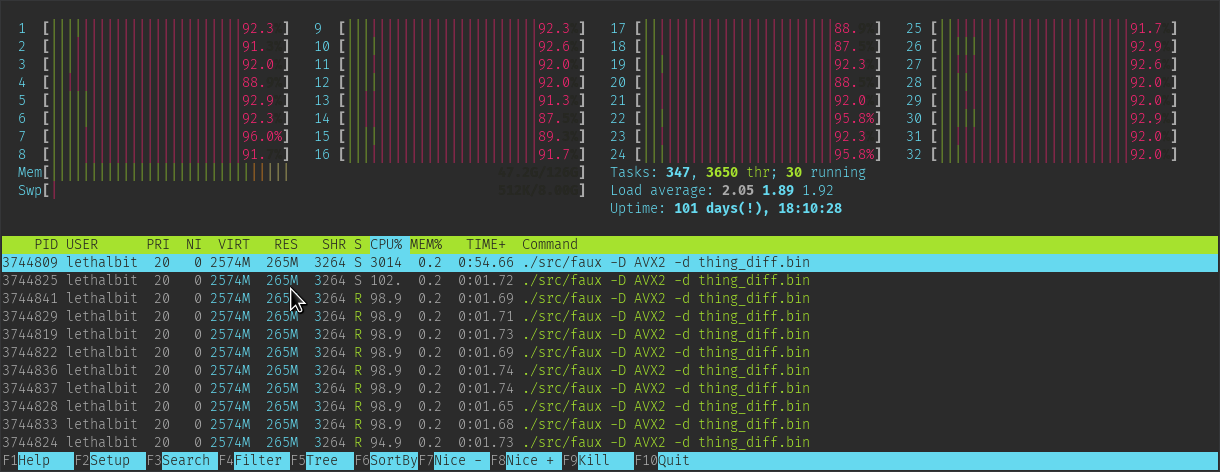 1 [ 92.3 ] 9 [ 92.3 ] 17 [ 88. ] 25 [ 91.7 ]
2 [ 91. ] 10 [ 92.6 ] 18 [ 87. ] 26 [ 92.9 ]
3 [ 92.0 ] 11 [ 92.0 ] 19 [ 92.3 ] 27 [ 92.6 ]
4 [ 88. ] 12 [ 92.0 ] 20 [ 88. ] 28 [ 92.0 ]
5 [ 92.9 ] 13 [ 91.3 ] 21 [ 92.0 ] 29 [ 92.0 ]
6 [ 92.3 ] 14 [ 87. ] 22 [ 95.8%] 30 [ 92.9 ]
7 [ 96.0%] 15 [ 89. ] 23 [ 92.3 ] 31 [ 92.0 ]
8 [ 91. ] 16 [ 91.7 ] 24 [ 95.8%] 32 [ 92.0 ]
Mem[ ] Tasks: 347, 3650 thr; 30 running
Swp[ ] Load average: 2.05 1.89 1.92
Uptime: 101 days(!), 18:10:28
PID USER PRI NI VIRT RES SHR S CPU% MEM% TIME+ Command
3744809 lethalbit 20 0 2574M 265M 3264 S 3014 0.2 0:54.66 ./src/faux -D AVX2 -d thing_diff.bin
3744825 lethalbit 20 0 2574M 265M 3264 S 102. 0.2 0:01.72 ./src/faux -D AVX2 -d thing_diff.bin
3744841 lethalbit 20 0 2574M 265M 3264 R 98.9 0.2 0:01.69 ./src/faux -D AVX2 -d thing_diff.bin
3744829 lethalbit 20 0 2574M 265M 3264 R 98.9 0.2 0:01.71 ./src/faux -D AVX2 -d thing_diff.bin
3744819 lethalbit 20 0 2574M 265M 3264 R 98.9 0.2 0:01.73 ./src/faux -D AVX2 -d thing_diff.bin
3744822 lethalbit 20 0 2574M 265M 3264 R 98.9 0.2 0:01.69 ./src/faux -D AVX2 -d thing_diff.bin
3744836 lethalbit 20 0 2574M 265M 3264 R 98.9 0.2 0:01.74 ./src/faux -D AVX2 -d thing_diff.bin
3744837 lethalbit 20 0 2574M 265M 3264 R 98.9 0.2 0:01.74 ./src/faux -D AVX2 -d thing_diff.bin
3744828 lethalbit 20 0 2574M 265M 3264 R 98.9 0.2 0:01.65 ./src/faux -D AVX2 -d thing_diff.bin
3744833 lethalbit 20 0 2574M 265M 3264 R 98.9 0.2 0:01.68 ./src/faux -D AVX2 -d thing_diff.bin
3744824 lethalbit 20 0 2574M 265M 3264 R 94.9 0.2 0:01.73 ./src/faux -D AVX2 -d thing_diff.bin
F1Help F2Setup F3Search F4Filter F5Tree F6SortBy F7Nice - F8Nice + F9Kill F10Quit